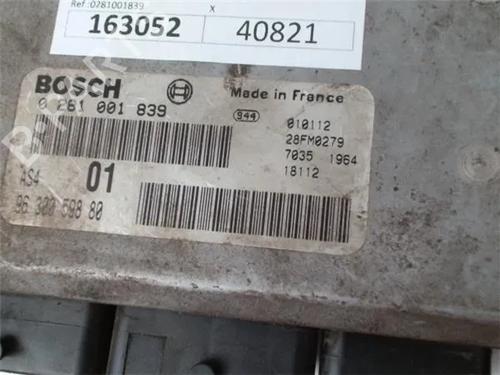 Ref.:0281001839 X
163052 40821
BOSCH Made in France
0 281 001 839 944
010112
28FM0279
7035 1964
18112
AS4 01
96 300 598 80